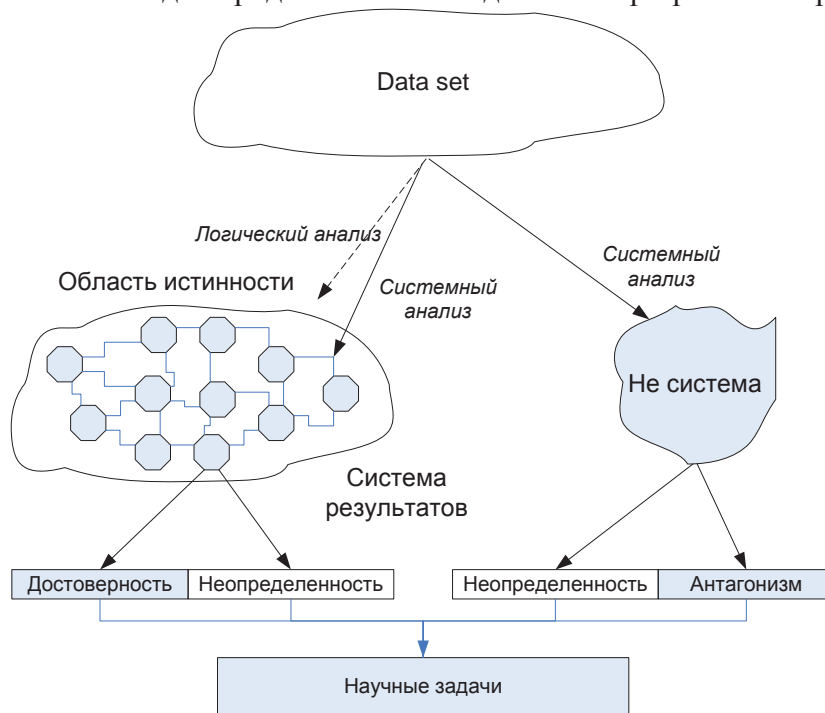 Data set
Логический анализ
Системный
анализ
Область истинности
Системный
анализ
Не система
Система
результатов
Достоверность
Неопределенность
Неопределенность
Антагонизм
Научные задачи